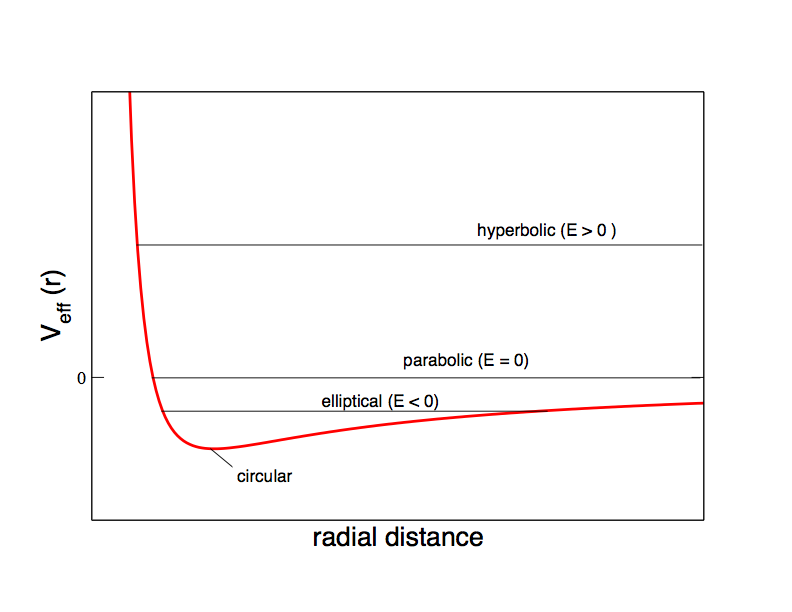 hyperbolic (E > 0 )
V_eff (r)
parabolic (E = 0)
0
elliptical (E < 0)
circular
radial distance